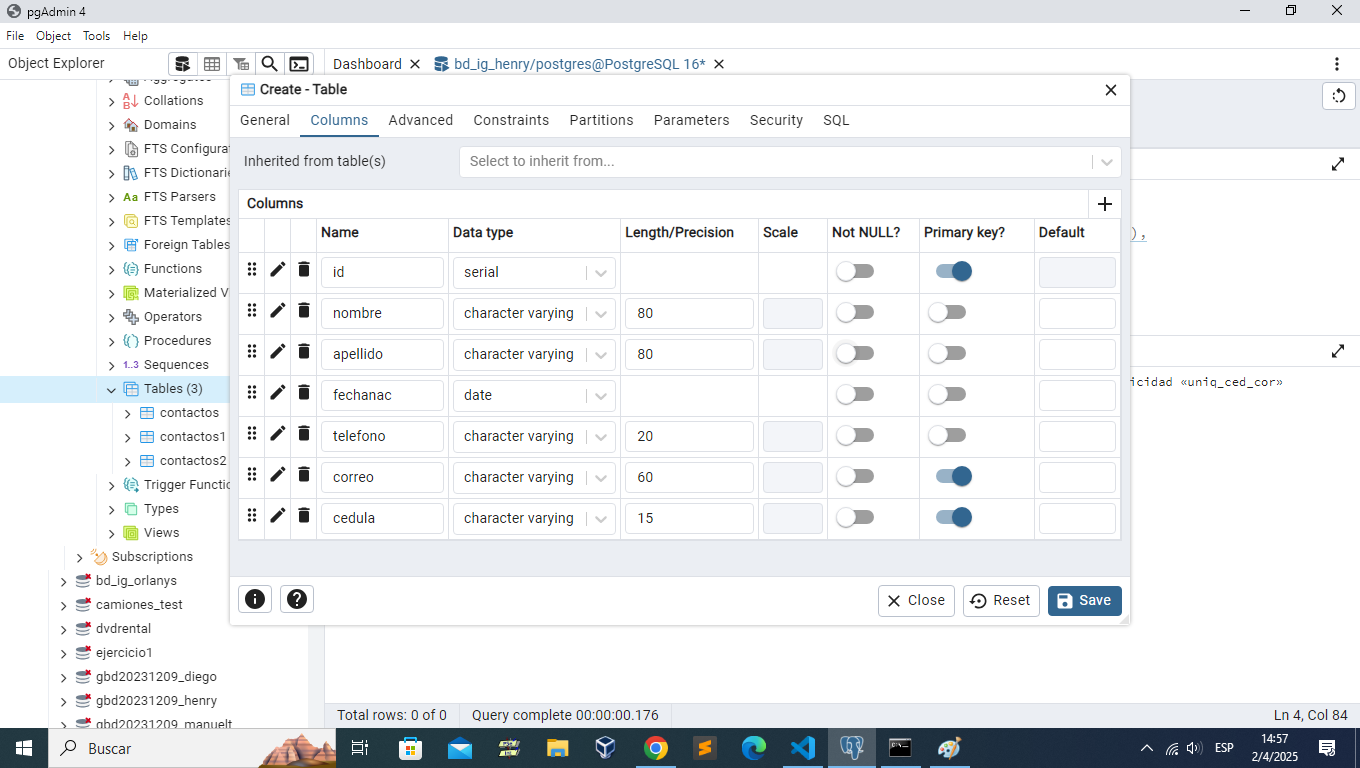 pgAdmin 4
File Object Tools Help
Object Explorer
Dashboard
bd_ig_henry/postgres@PostgreSQL 16*
Aggregates
Collations
Domains
FTS Configura
FTS Dictionarie
FTS Parsers
FTS Templates
Foreign Tables
Functions
Materialized V
Operators
Procedures
1..3 Sequences
Tables (3)
contactos
contactos1
contactos2
Trigger Functio
Types
Views
Subscriptions
bd_ig_orlanys
camiones_test
dvdrental
ejercicio1
gbd20231209_diego
gbd20231209_henry
gbd20231209_manuelt
Create - Table
General Columns Advanced Constraints Partitions Parameters Security SQL
Inherited from table(s) Select to inherit from...
Columns
Name Data type Length/Precision Scale Not NULL? Primary key? Default
id serial
nombre character varying 80
apellido character varying 80
fechanac date
telefono character varying 20
correo character varying 60
cedula character varying 15
Close Reset Save
),
icidad «uniq_ced_cor»
Total rows: 0 of 0 Query complete 00:00:00.176 Ln 4, Col 84
Buscar
ESP
14:57
2/4/2025